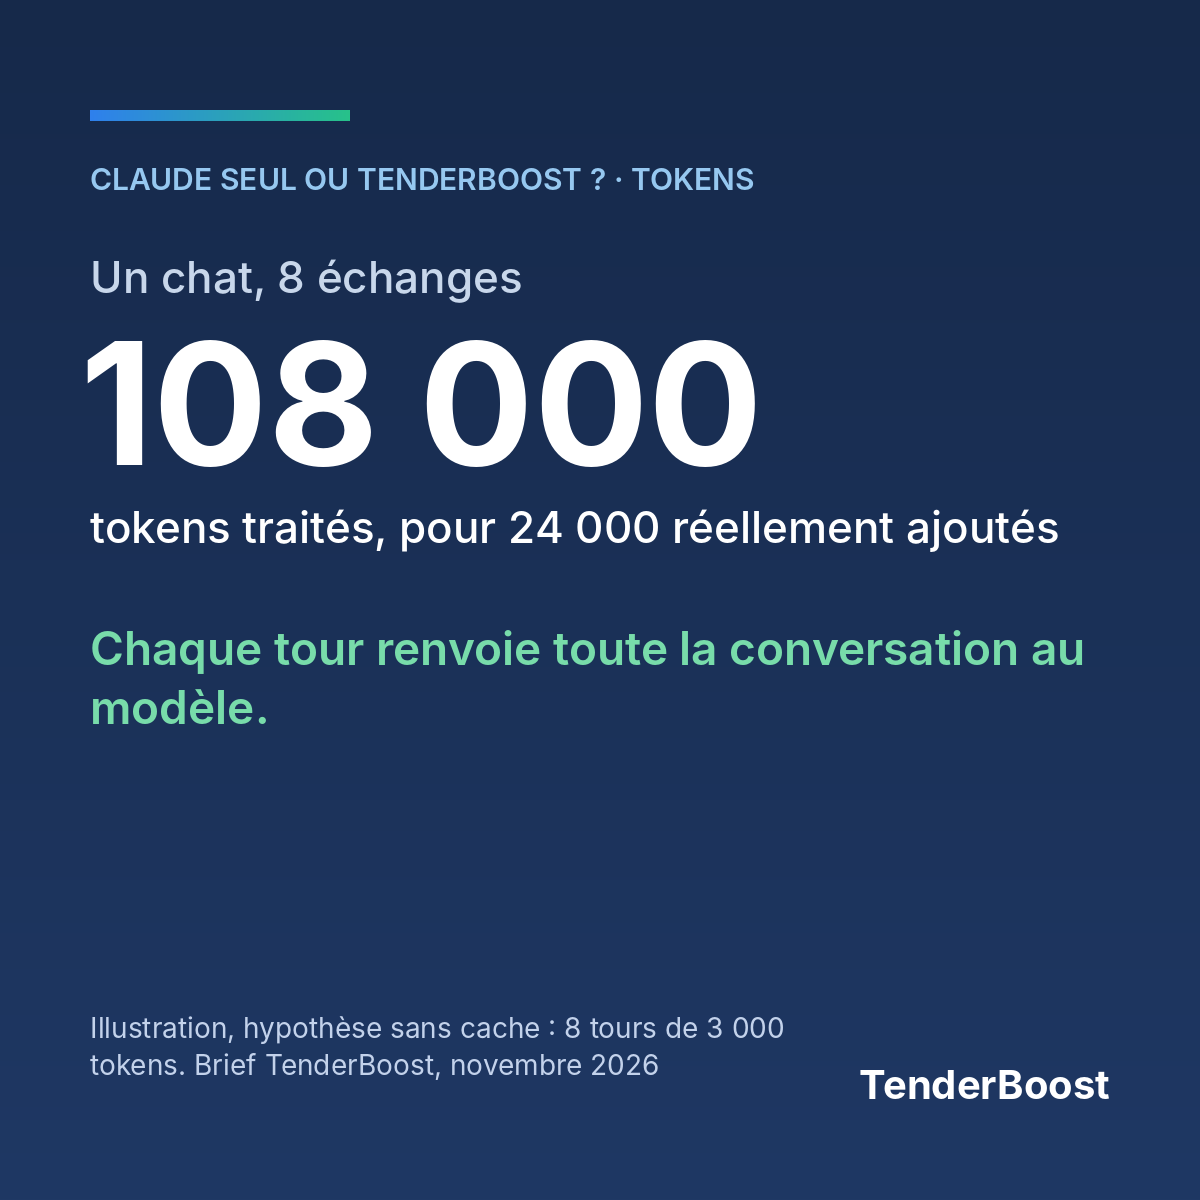 CLAUDE SEUL OU TENDERBOOST ? · TOKENS
Un chat, 8 échanges
108 000
tokens traités, pour 24 000 réellement ajoutés
Chaque tour renvoie toute la conversation au
modèle.
Illustration, hypothèse sans cache : 8 tours de 3 000
tokens. Brief TenderBoost, novembre 2026
TenderBoost